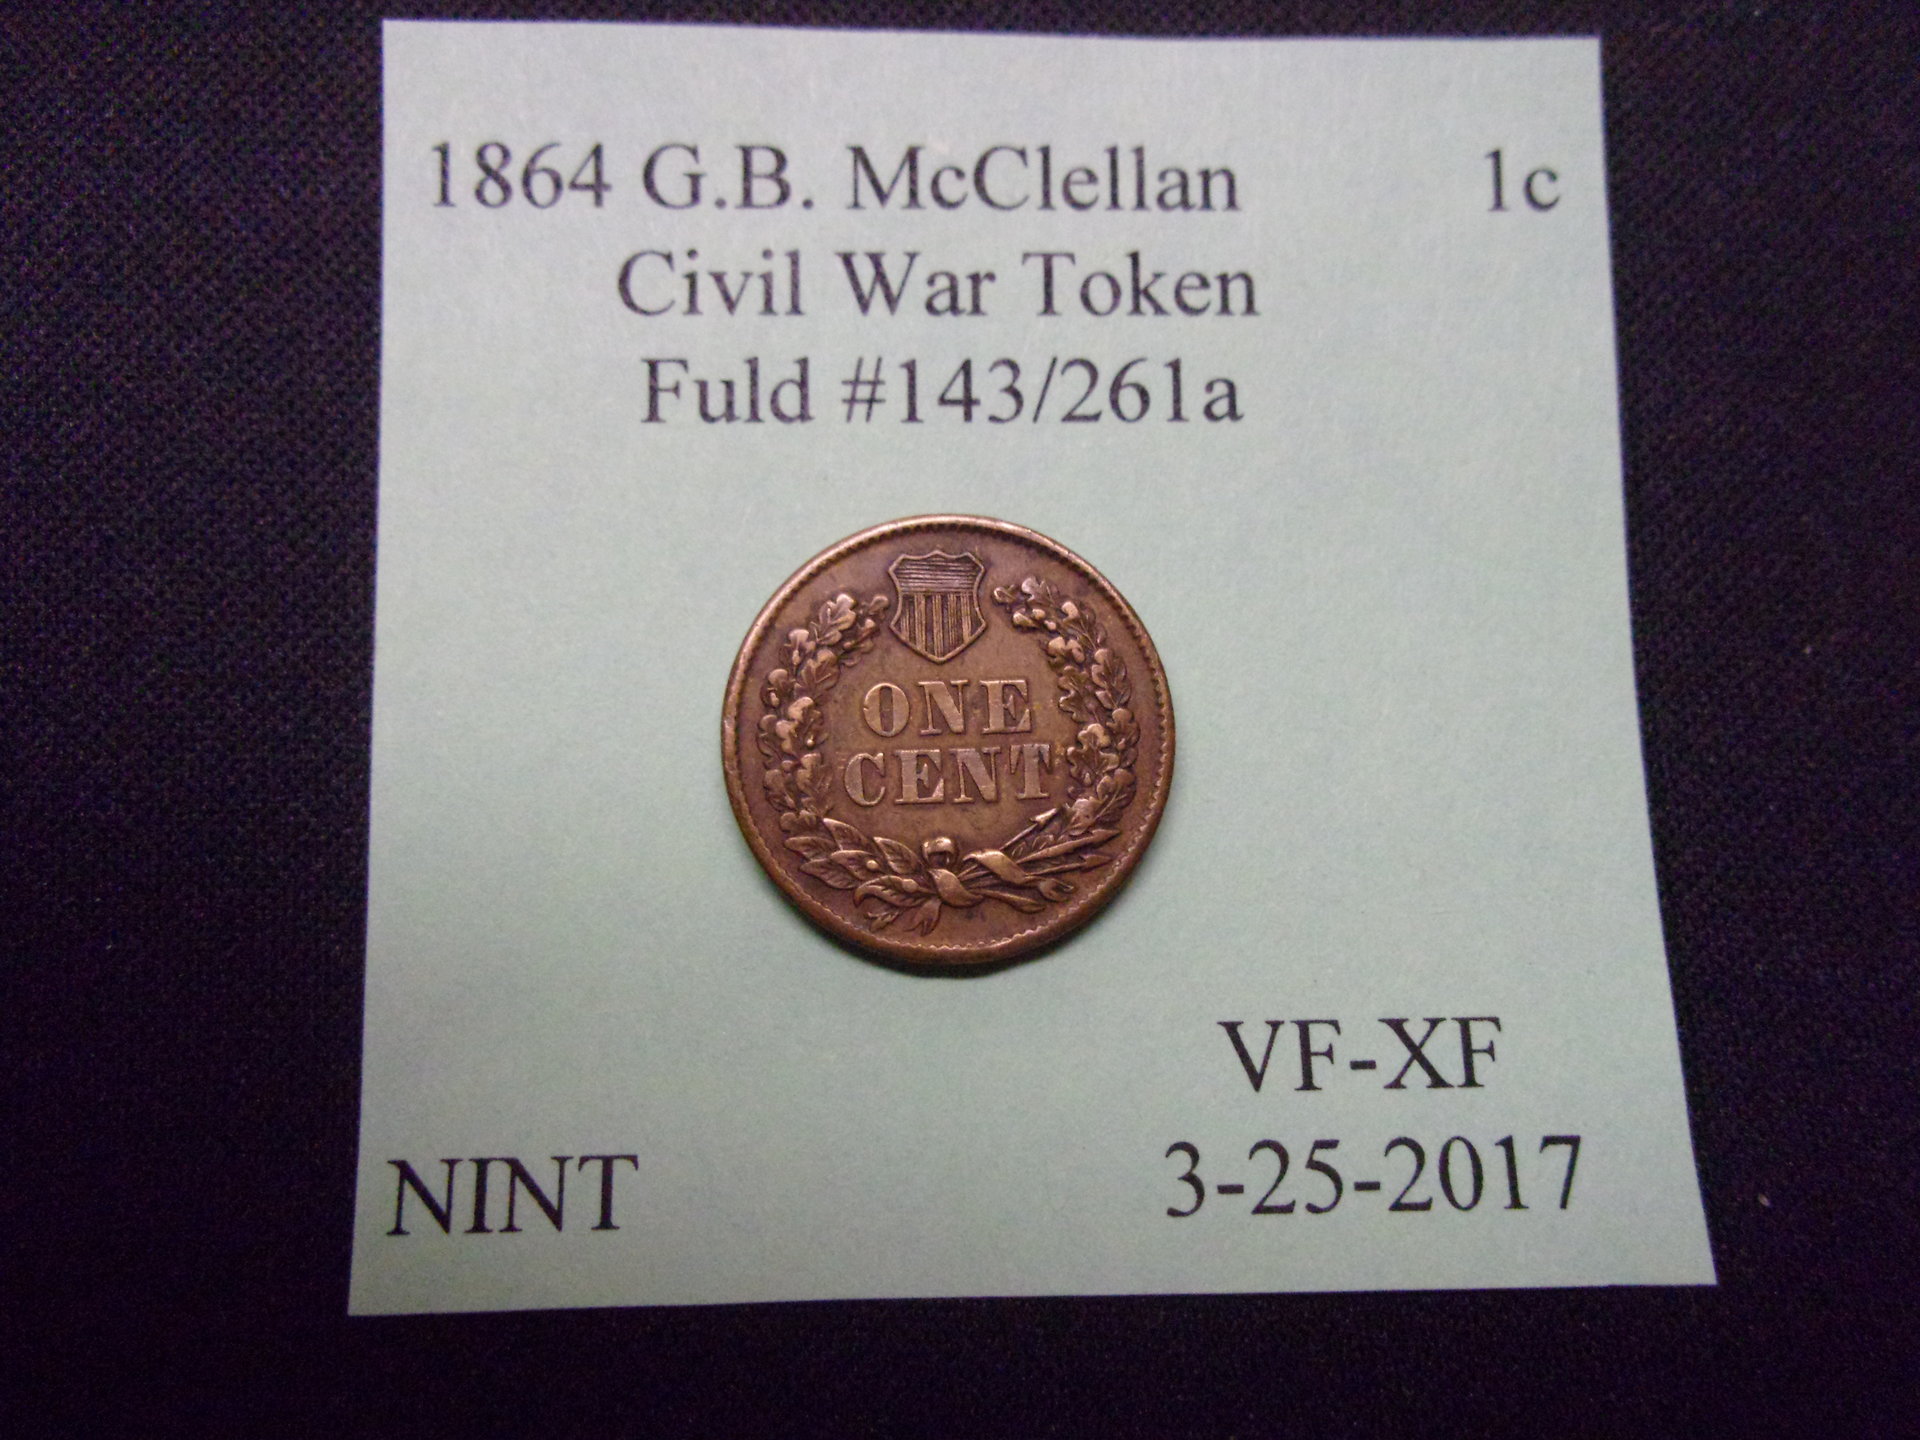 1864 G.B. McClellan 1c
Civil War Token
Fuld #143/261a
ONE
CENT
VF-XF
NINT 3-25-2017